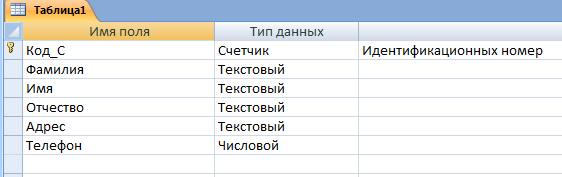 Таблица1
Имя поля Тип данных
Код_С Счетчик Идентификационных номер
Фамилия Текстовый
Имя Текстовый
Отчество Текстовый
Адрес Текстовый
Телефон Числовой